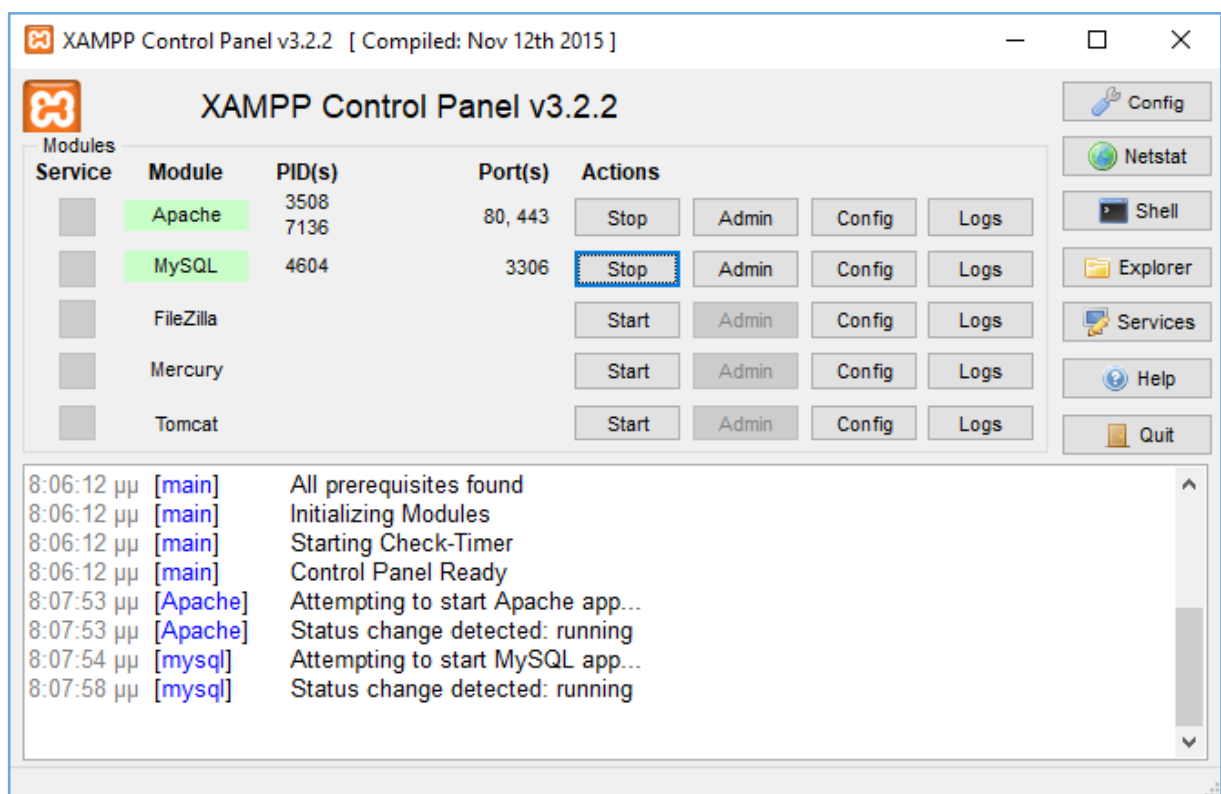 XAMPP Control Panel v3.2.2 [ Compiled: Nov 12th 2015 ]
XAMPP Control Panel v3.2.2
Config
Netstat
Shell
Explorer
Services
Help
Quit
Modules
Service Module PID(s) Port(s) Actions
Apache 3508 7136 80, 443 Stop Admin Config Logs
MySQL 4604 3306 Stop Admin Config Logs
FileZilla Start Admin Config Logs
Mercury Start Admin Config Logs
Tomcat Start Admin Config Logs
8:06:12 μμ [main] All prerequisites found
8:06:12 μμ [main] Initializing Modules
8:06:12 μμ [main] Starting Check-Timer
8:06:12 μμ [main] Control Panel Ready
8:07:53 μμ [Apache] Attempting to start Apache app...
8:07:53 μμ [Apache] Status change detected: running
8:07:54 μμ [mysql] Attempting to start MySQL app...
8:07:58 μμ [mysql] Status change detected: running